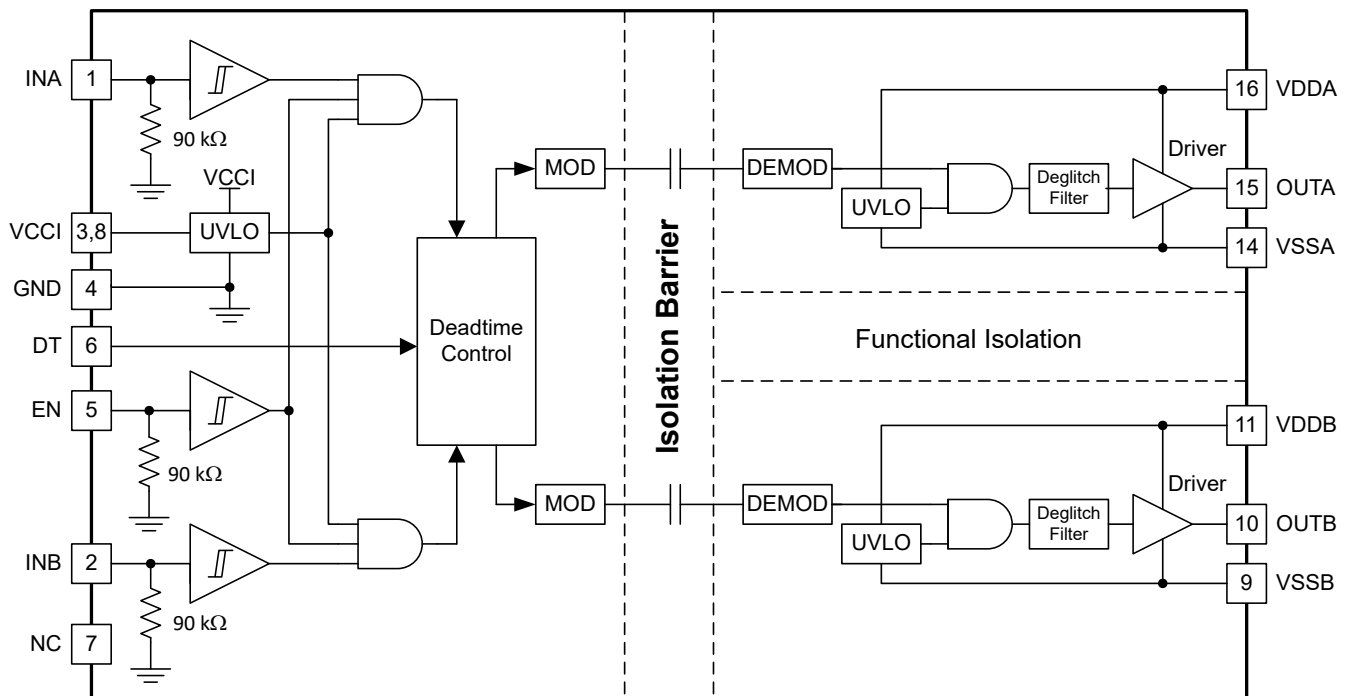 INA
1
90 kΩ
VCCI
VCCI
3,8
UVLO
GND
4
DT
6
EN
5
90 kΩ
INB
2
90 kΩ
NC
7
Deadtime
Control
MOD
MOD
Isolation Barrier
DEMOD
UVLO
Deglitch
Filter
Driver
16
VDDA
15
OUTA
14
VSSA
Functional Isolation
DEMOD
UVLO
Deglitch
Filter
Driver
11
VDDB
10
OUTB
9
VSSB